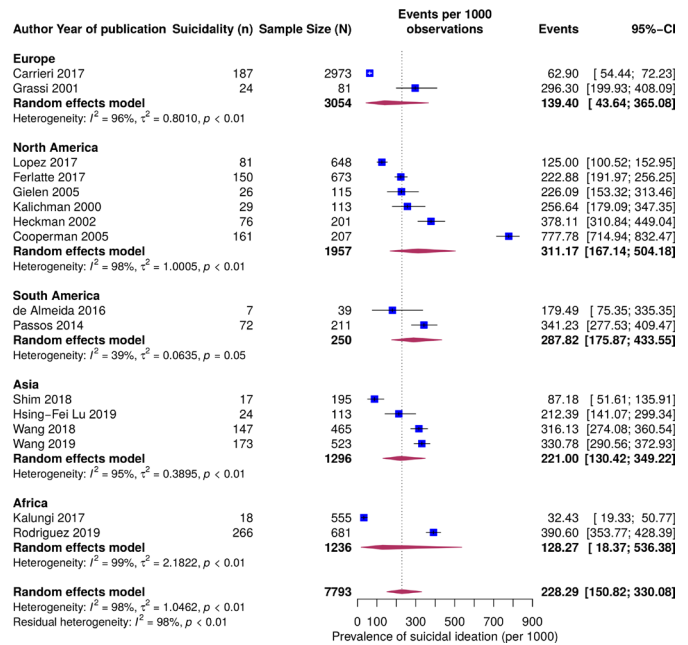 Events per 1000
Author Year of publication Suicidality (n) Sample Size (N) observations Events 95%−CI
Europe
Carrieri 2017 187 2973 62.90 [ 54.44; 72.23]
Grassi 2001 24 81 296.30 [199.93; 408.09]
Random effects model 3054 139.40 [ 43.64; 365.08]
Heterogeneity: I² = 96%, τ² = 0.8010, p < 0.01
North America
Lopez 2017 81 648 125.00 [100.52; 152.95]
Ferlatte 2017 150 673 222.88 [191.97; 256.25]
Gielen 2005 26 115 226.09 [153.32; 313.46]
Kalichman 2000 29 113 256.64 [179.09; 347.35]
Heckman 2002 76 201 378.11 [310.84; 449.04]
Cooperman 2005 161 207 777.78 [714.94; 832.47]
Random effects model 1957 311.17 [167.14; 504.18]
Heterogeneity: I² = 98%, τ² = 1.0005, p < 0.01
South America
de Almeida 2016 7 39 179.49 [ 75.35; 335.35]
Passos 2014 72 211 341.23 [277.53; 409.47]
Random effects model 250 287.82 [175.87; 433.55]
Heterogeneity: I² = 39%, τ² = 0.0635, p = 0.05
Asia
Shim 2018 17 195 87.18 [ 51.61; 135.91]
Hsing−Fei Lu 2019 24 113 212.39 [141.07; 299.34]
Wang 2018 147 465 316.13 [274.08; 360.54]
Wang 2019 173 523 330.78 [290.56; 372.93]
Random effects model 1296 221.00 [130.42; 349.22]
Heterogeneity: I² = 95%, τ² = 0.3895, p < 0.01
Africa
Kalungi 2017 18 555 32.43 [ 19.33; 50.77]
Rodriguez 2019 266 681 390.60 [353.77; 428.39]
Random effects model 1236 128.27 [ 18.37; 536.38]
Heterogeneity: I² = 99%, τ² = 2.1822, p < 0.01
Random effects model 7793 228.29 [150.82; 330.08]
Heterogeneity: I² = 98%, τ² = 1.0462, p < 0.01
Residual heterogeneity: I² = 98%, p < 0.01
0 100 300 500 700 900
Prevalence of suicidal ideation (per 1000)